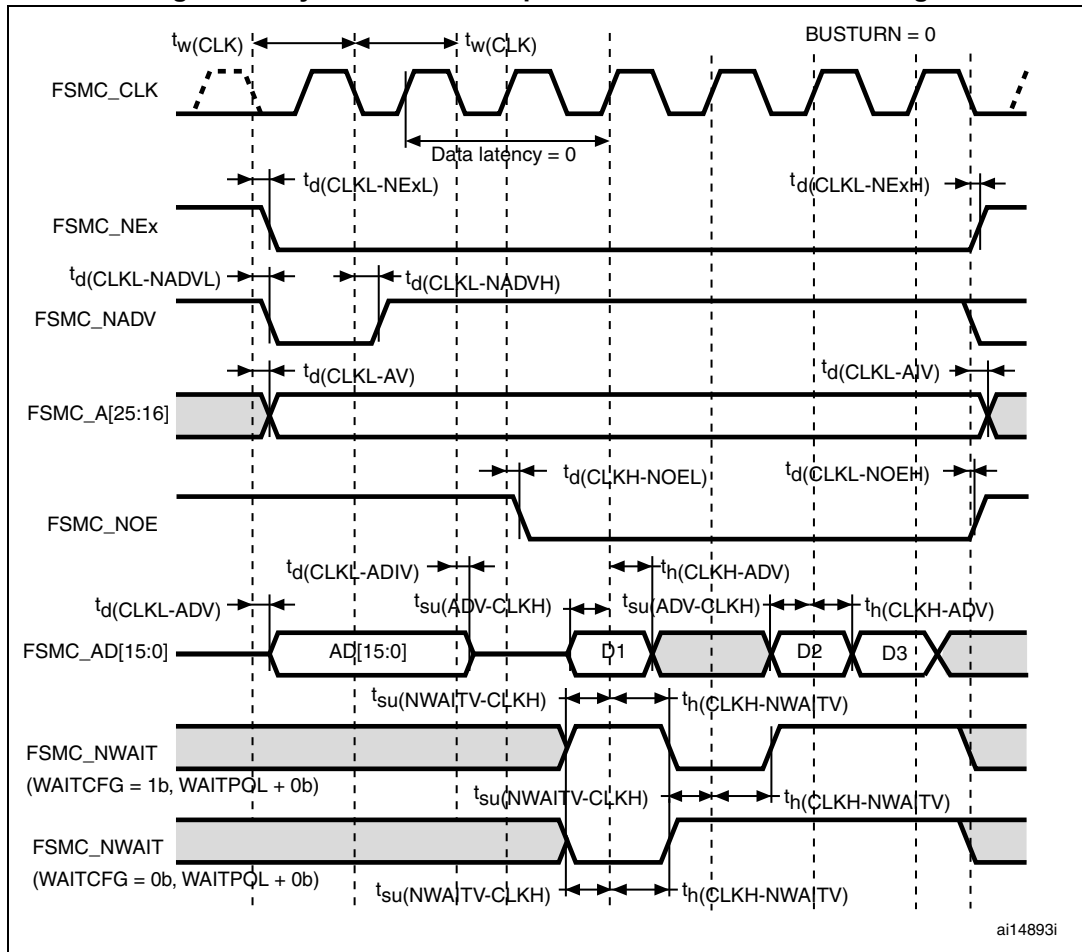 tw(CLK) tw(CLK) BUSTURN = 0
FSMC_CLK
Data latency = 0
td(CLKL-NExL) td(CLKL-NExH)
FSMC_NEx
td(CLKL-NADVL) td(CLKL-NADVH)
FSMC_NADV
td(CLKL-AV) td(CLKL-AIV)
FSMC_A[25:16]
td(CLKH-NOEL) td(CLKL-NOEH)
FSMC_NOE
td(CLKL-ADIV) th(CLKH-ADV)
td(CLKL-ADV) tsu(ADV-CLKH) tsu(ADV-CLKH) th(CLKH-ADV)
FSMC_AD[15:0] AD[15:0] D1 D2 D3
tsu(NWAITV-CLKH) th(CLKH-NWAITV)
FSMC_NWAIT
(WAITCFG = 1b, WAITPOL + 0b)
tsu(NWAITV-CLKH) th(CLKH-NWAITV)
FSMC_NWAIT
(WAITCFG = 0b, WAITPOL + 0b)
tsu(NWAITV-CLKH) th(CLKH-NWAITV)
ai14893i